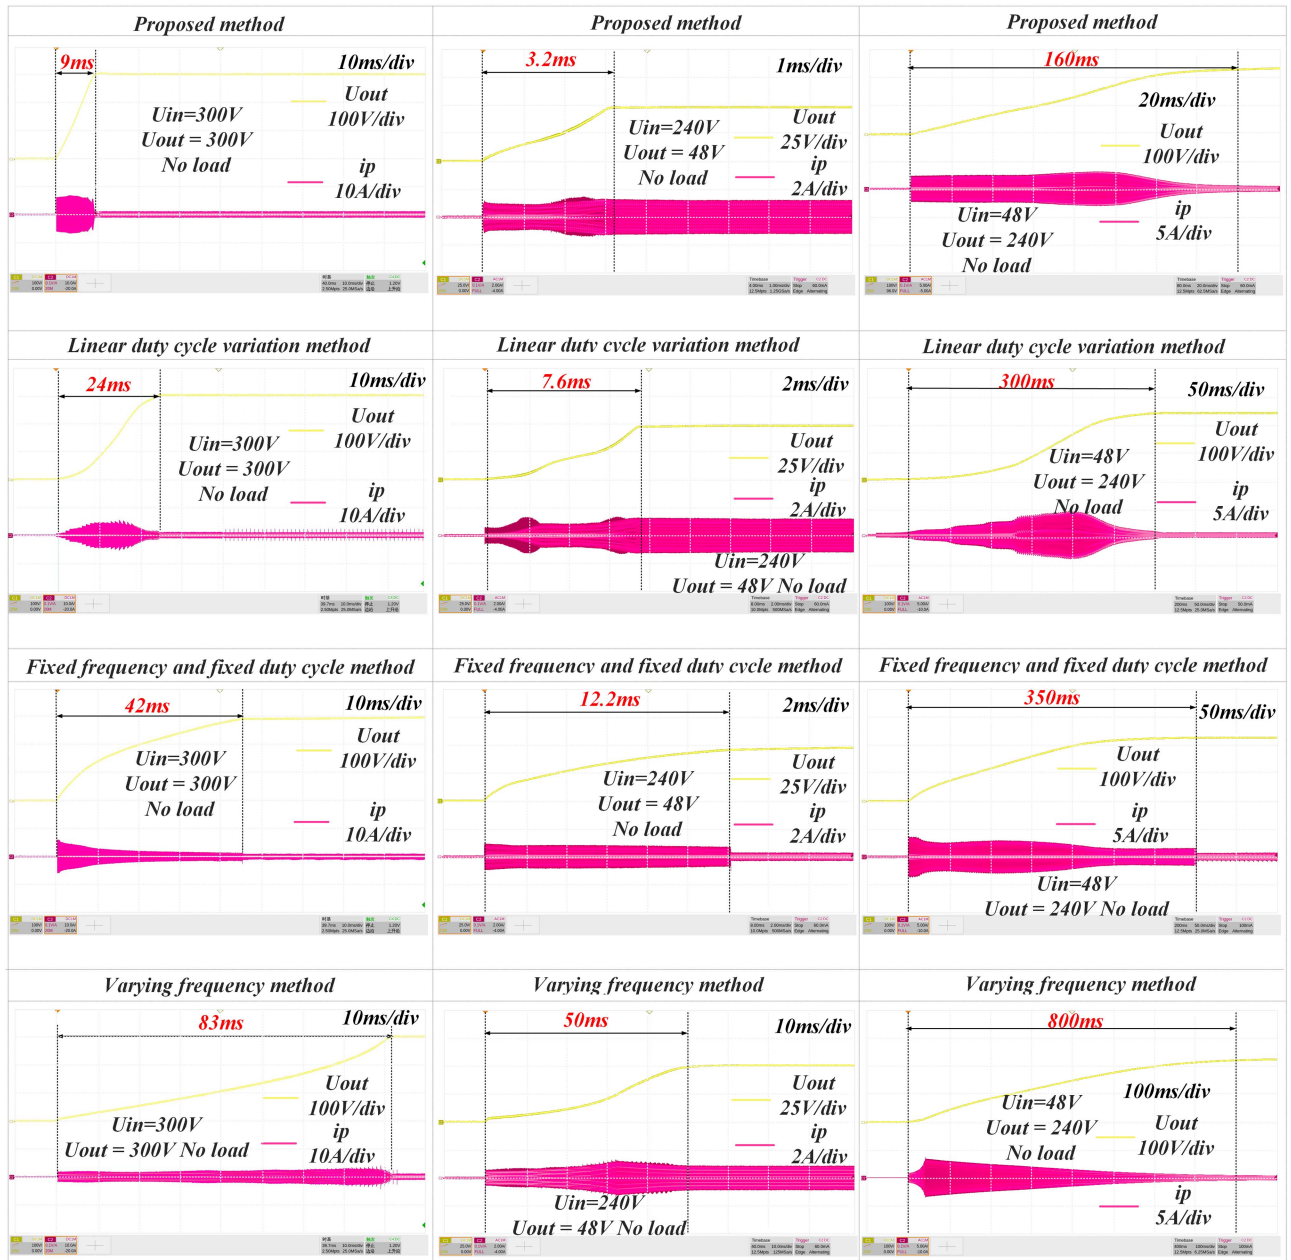 Proposed method
9ms
10ms/div
Uin=300V
Uout = 300V
No load
Uout
100V/div
ip
10A/div
Proposed method
3.2ms
1ms/div
Uin=240V
Uout = 48V
No load
Uout
25V/div
ip
2A/div
Proposed method
160ms
20ms/div
Uout
100V/div
Uin=48V
Uout = 240V
No load
ip
5A/div
Linear duty cycle variation method
24ms
10ms/div
Uin=300V
Uout = 300V
No load
Uout
100V/div
ip
10A/div
Linear duty cycle variation method
7.6ms
2ms/div
Uout
25V/div
ip
2A/div
Uin=240V
Uout = 48V No load
Linear duty cycle variation method
300ms
50ms/div
Uin=48V
Uout = 240V
No load
Uout
100V/div
ip
5A/div
Fixed frequency and fixed duty cycle method
42ms
10ms/div
Uin=300V
Uout = 300V
No load
Uout
100V/div
ip
10A/div
Fixed frequency and fixed duty cycle method
12.2ms
2ms/div
Uin=240V
Uout = 48V
No load
Uout
25V/div
ip
2A/div
Fixed frequency and fixed duty cycle method
350ms
50ms/div
Uout
100V/div
ip
5A/div
Uin=48V
Uout = 240V No load
Varying frequency method
83ms
10ms/div
Uout
100V/div
Uin=300V
Uout = 300V No load
ip
10A/div
Varying frequency method
50ms
10ms/div
Uout
25V/div
ip
2A/div
Uin=240V
Uout = 48V No load
Varying frequency method
800ms
100ms/div
Uin=48V
Uout = 240V
No load
Uout
100V/div
ip
5A/div